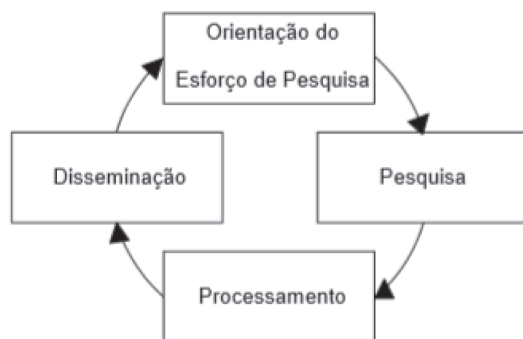 Orientação do
Esforço de Pesquisa
Disseminação
Pesquisa
Processamento